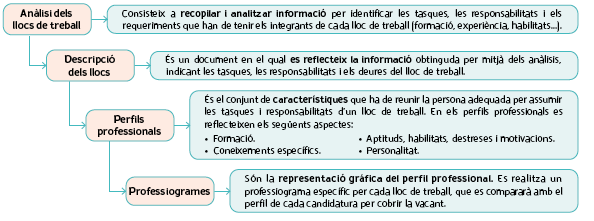 Anàlisi dels
llocs de treball
Consisteix a recopilar i analitzar informació per identificar les tasques, les responsabilitats i els
requeriments que han de tenir els integrants de cada lloc de treball (formació, experiència, habilitats...).
Descripció
dels llocs
És un document en el qual es reflecteix la informació obtinguda per mitjà dels anàlisis,
indicant les tasques, les responsabilitats i els deures del lloc de treball.
Perfils
professionals
És el conjunt de característiques que ha de reunir la persona adequada per assumir
les tasques i responsabilitats d'un lloc de treball. En els perfils professionals es
reflecteixen els següents aspectes:
• Formació.
• Coneixements específics.
• Aptituds, habilitats, destreses i motivacions.
• Personalitat.
Professiogrames
Són la representació gràfica del perfil professional. Es realitza un
professiograma específic per cada lloc de treball, que es compararà amb el
perfil de cada candidatura per cobrir la vacant.